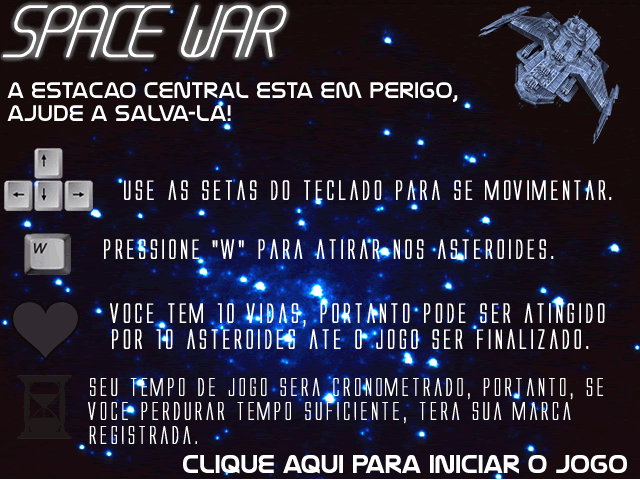 SPACE WAR
A ESTACAO CENTRAL ESTA EM PERIGO,
AJUDE A SALVA-LA!
↑
← ↓ →
USE AS SETAS DO TECLADO PARA SE MOVIMENTAR.
W
PRESSIONE "W" PARA ATIRAR NOS ASTEROIDES.
VOCE TEM 10 VIDAS, PORTANTO PODE SER ATINGIDO
POR 10 ASTEROIDES ATE O JOGO SER FINALIZADO.
SEU TEMPO DE JOGO SERA CRONOMETRADO, PORTANTO, SE
VOCE PERDURAR TEMPO SUFICIENTE, TERA SUA MARCA
REGISTRADA.
CLIQUE AQUI PARA INICIAR O JOGO